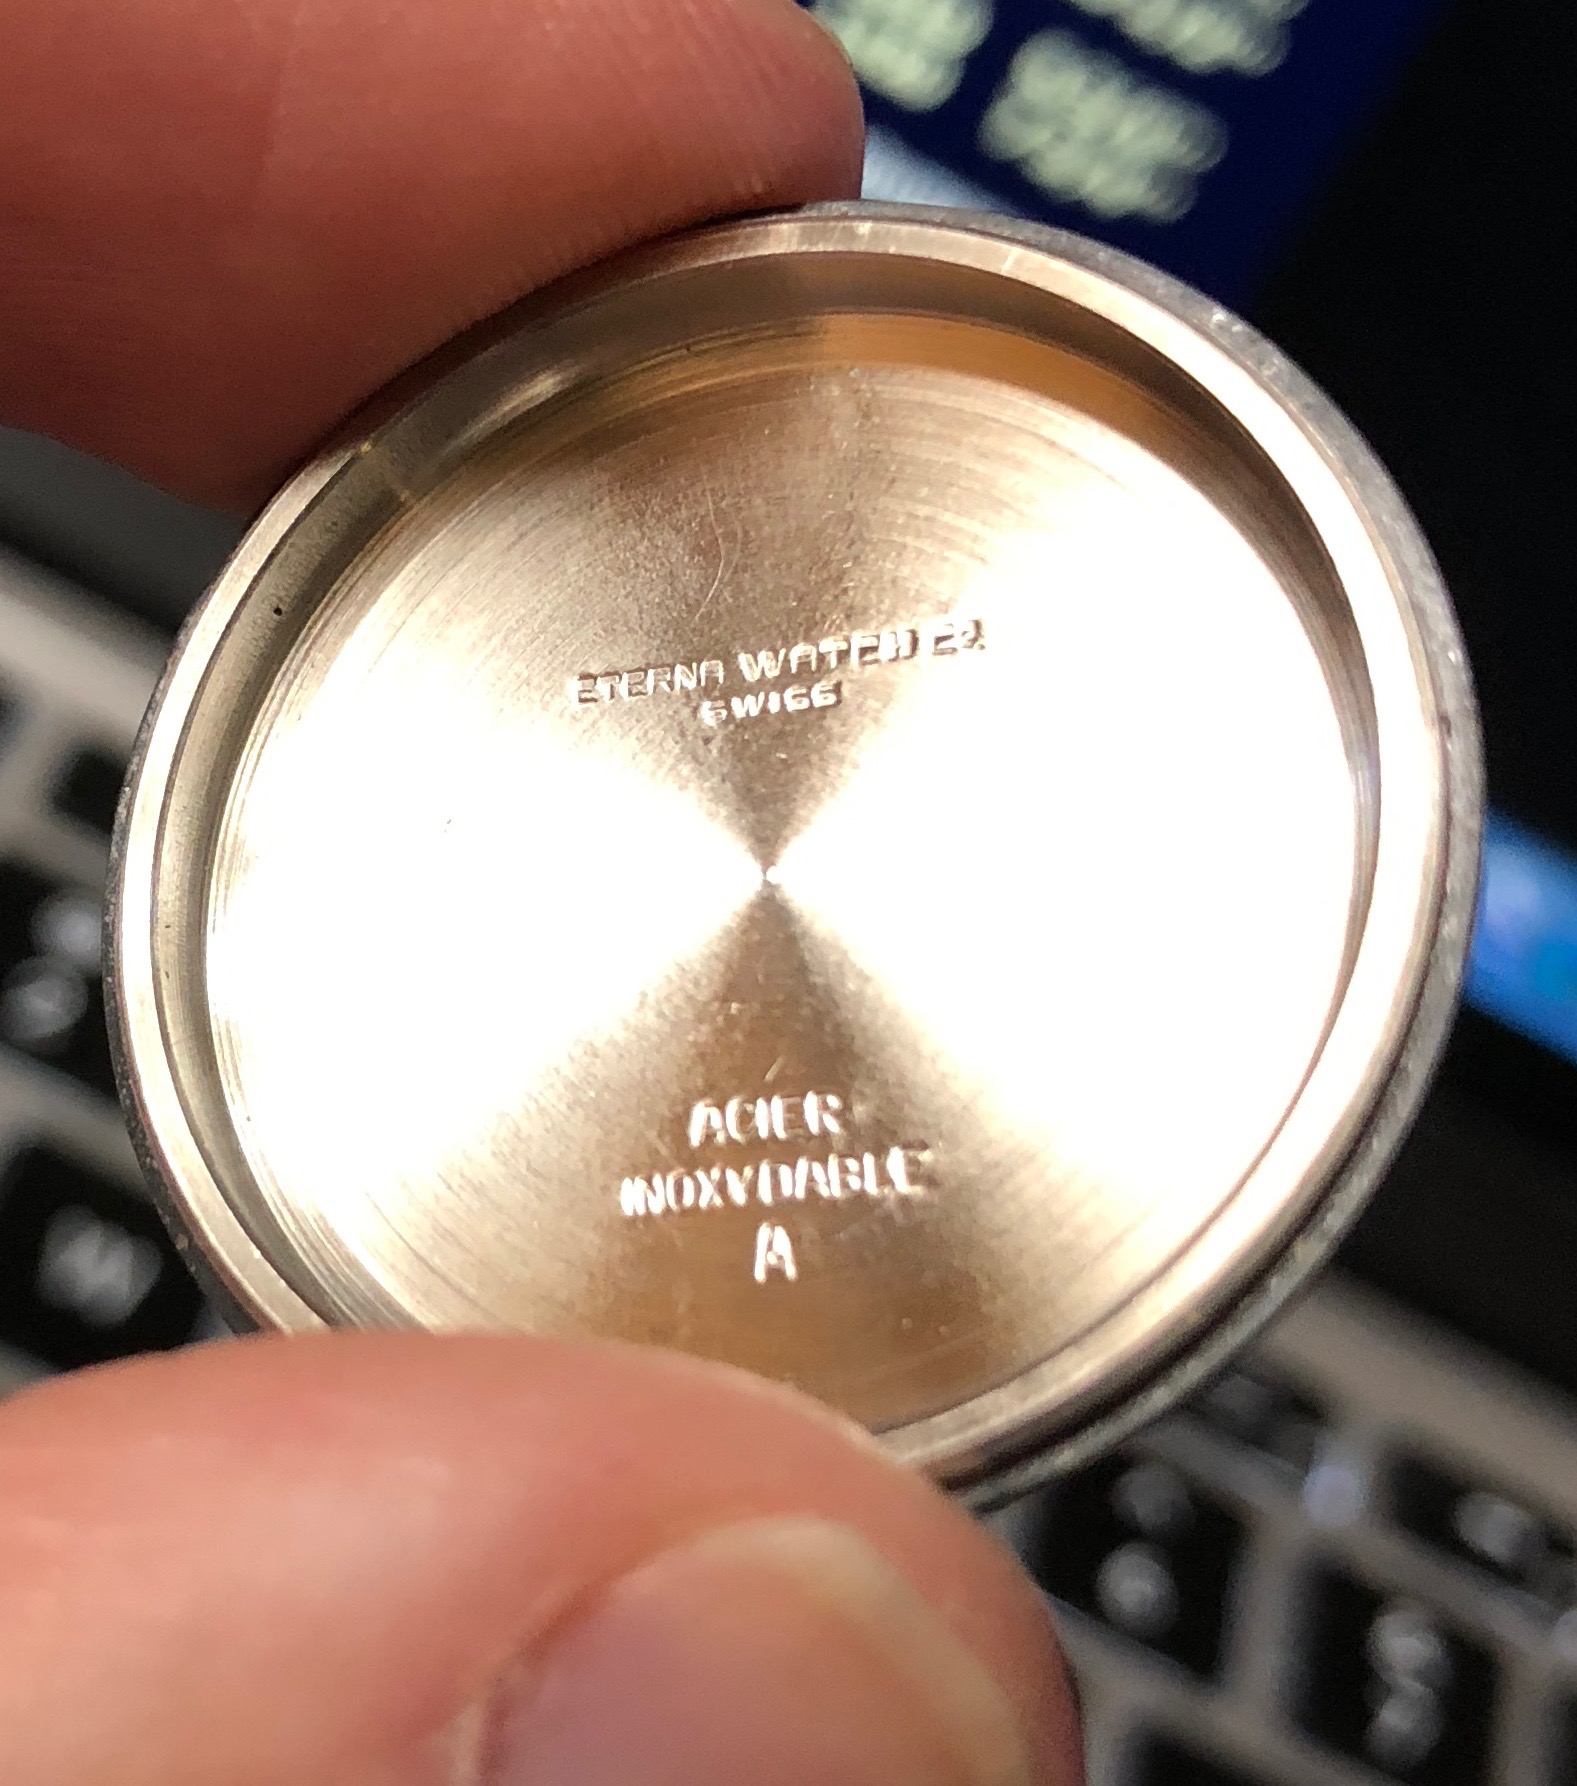 ETERNA WATCH Co.
SWISS
ACIER
INOXYDABLE
A